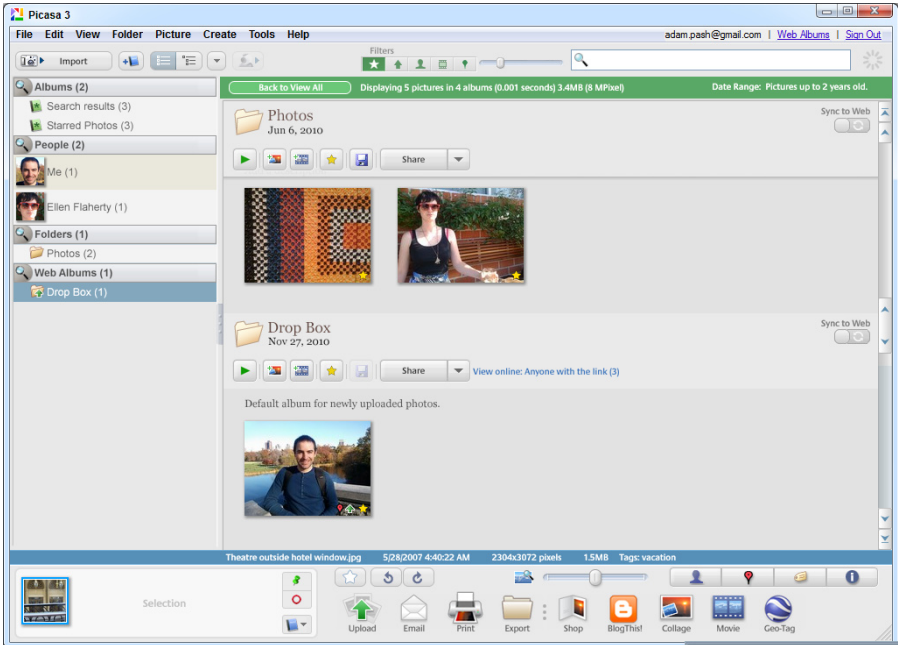 Picasa 3
File Edit View Folder Picture Create Tools Help
adam.pash@gmail.com | Web Albums | Sign Out
Import
Filters
Albums (2)
Search results (3)
Starred Photos (3)
People (2)
Me (1)
Ellen Flaherty (1)
Folders (1)
Photos (2)
Web Albums (1)
Drop Box (1)
Back to View All Displaying 5 pictures in 4 albums (0.001 seconds) 3.4MB (8 MPixel) Date Range: Pictures up to 2 years old.
Photos
Jun 6, 2010
Sync to Web
Share
Drop Box
Nov 27, 2010
Sync to Web
Share
View online: Anyone with the link (3)
Default album for newly uploaded photos.
Theatre outside hotel window.jpg 5/28/2007 4:40:22 AM 2304x3072 pixels 1.5MB Tags: vacation
Selection
Upload Email Print Export Shop BlogThis! Collage Movie Geo-Tag